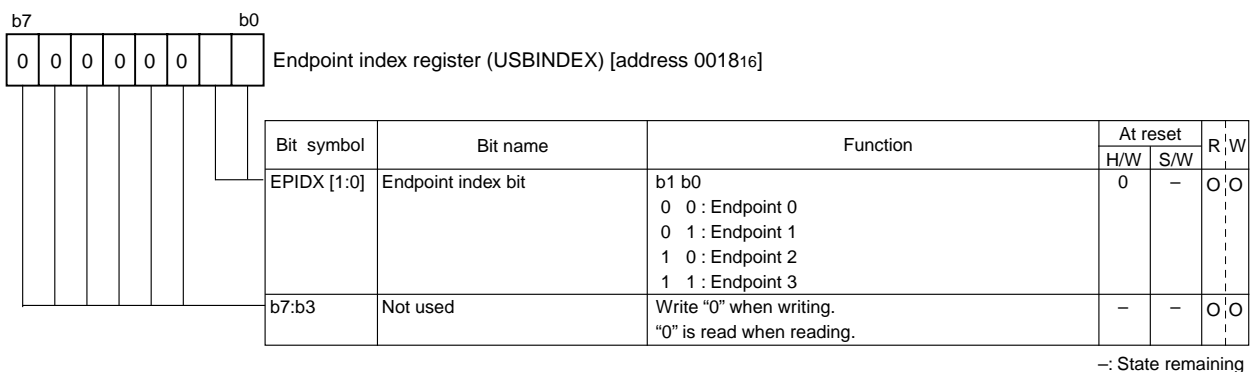 b7 b0
0 0 0 0 0 0 Endpoint index register (USBINDEX) [address 001816]
Bit symbol Bit name Function At reset R W
H/W S/W
EPIDX [1:0] Endpoint index bit b1 b0 0 – O O
0 0 : Endpoint 0
0 1 : Endpoint 1
1 0 : Endpoint 2
1 1 : Endpoint 3
b7:b3 Not used Write “0” when writing. – – O O
“0” is read when reading.
–: State remaining